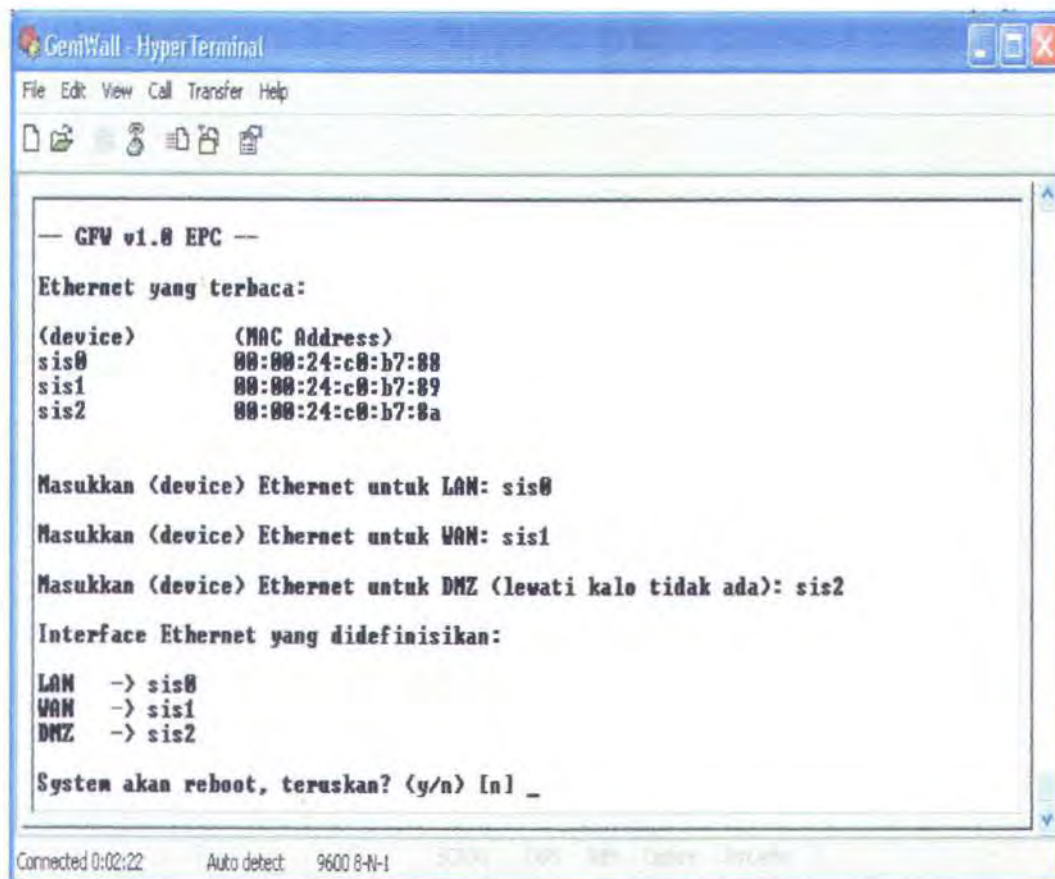 GeniWall - HyperTerminal
File Edit View Call Transfer Help
— GFW v1.0 EPC —
Ethernet yang terbaca:
(device) (MAC Address)
sis0 00:00:24:c0:b7:88
sis1 00:00:24:c0:b7:89
sis2 00:00:24:c0:b7:8a
Masukkan (device) Ethernet untuk LAN: sis0
Masukkan (device) Ethernet untuk WAN: sis1
Masukkan (device) Ethernet untuk DMZ (lewati kalo tidak ada): sis2
Interface Ethernet yang didefinisikan:
LAN -> sis0
WAN -> sis1
DMZ -> sis2
System akan reboot, teruskan? (y/n) [n] _
Connected 0:02:22 Auto detect 9600 8-N-1